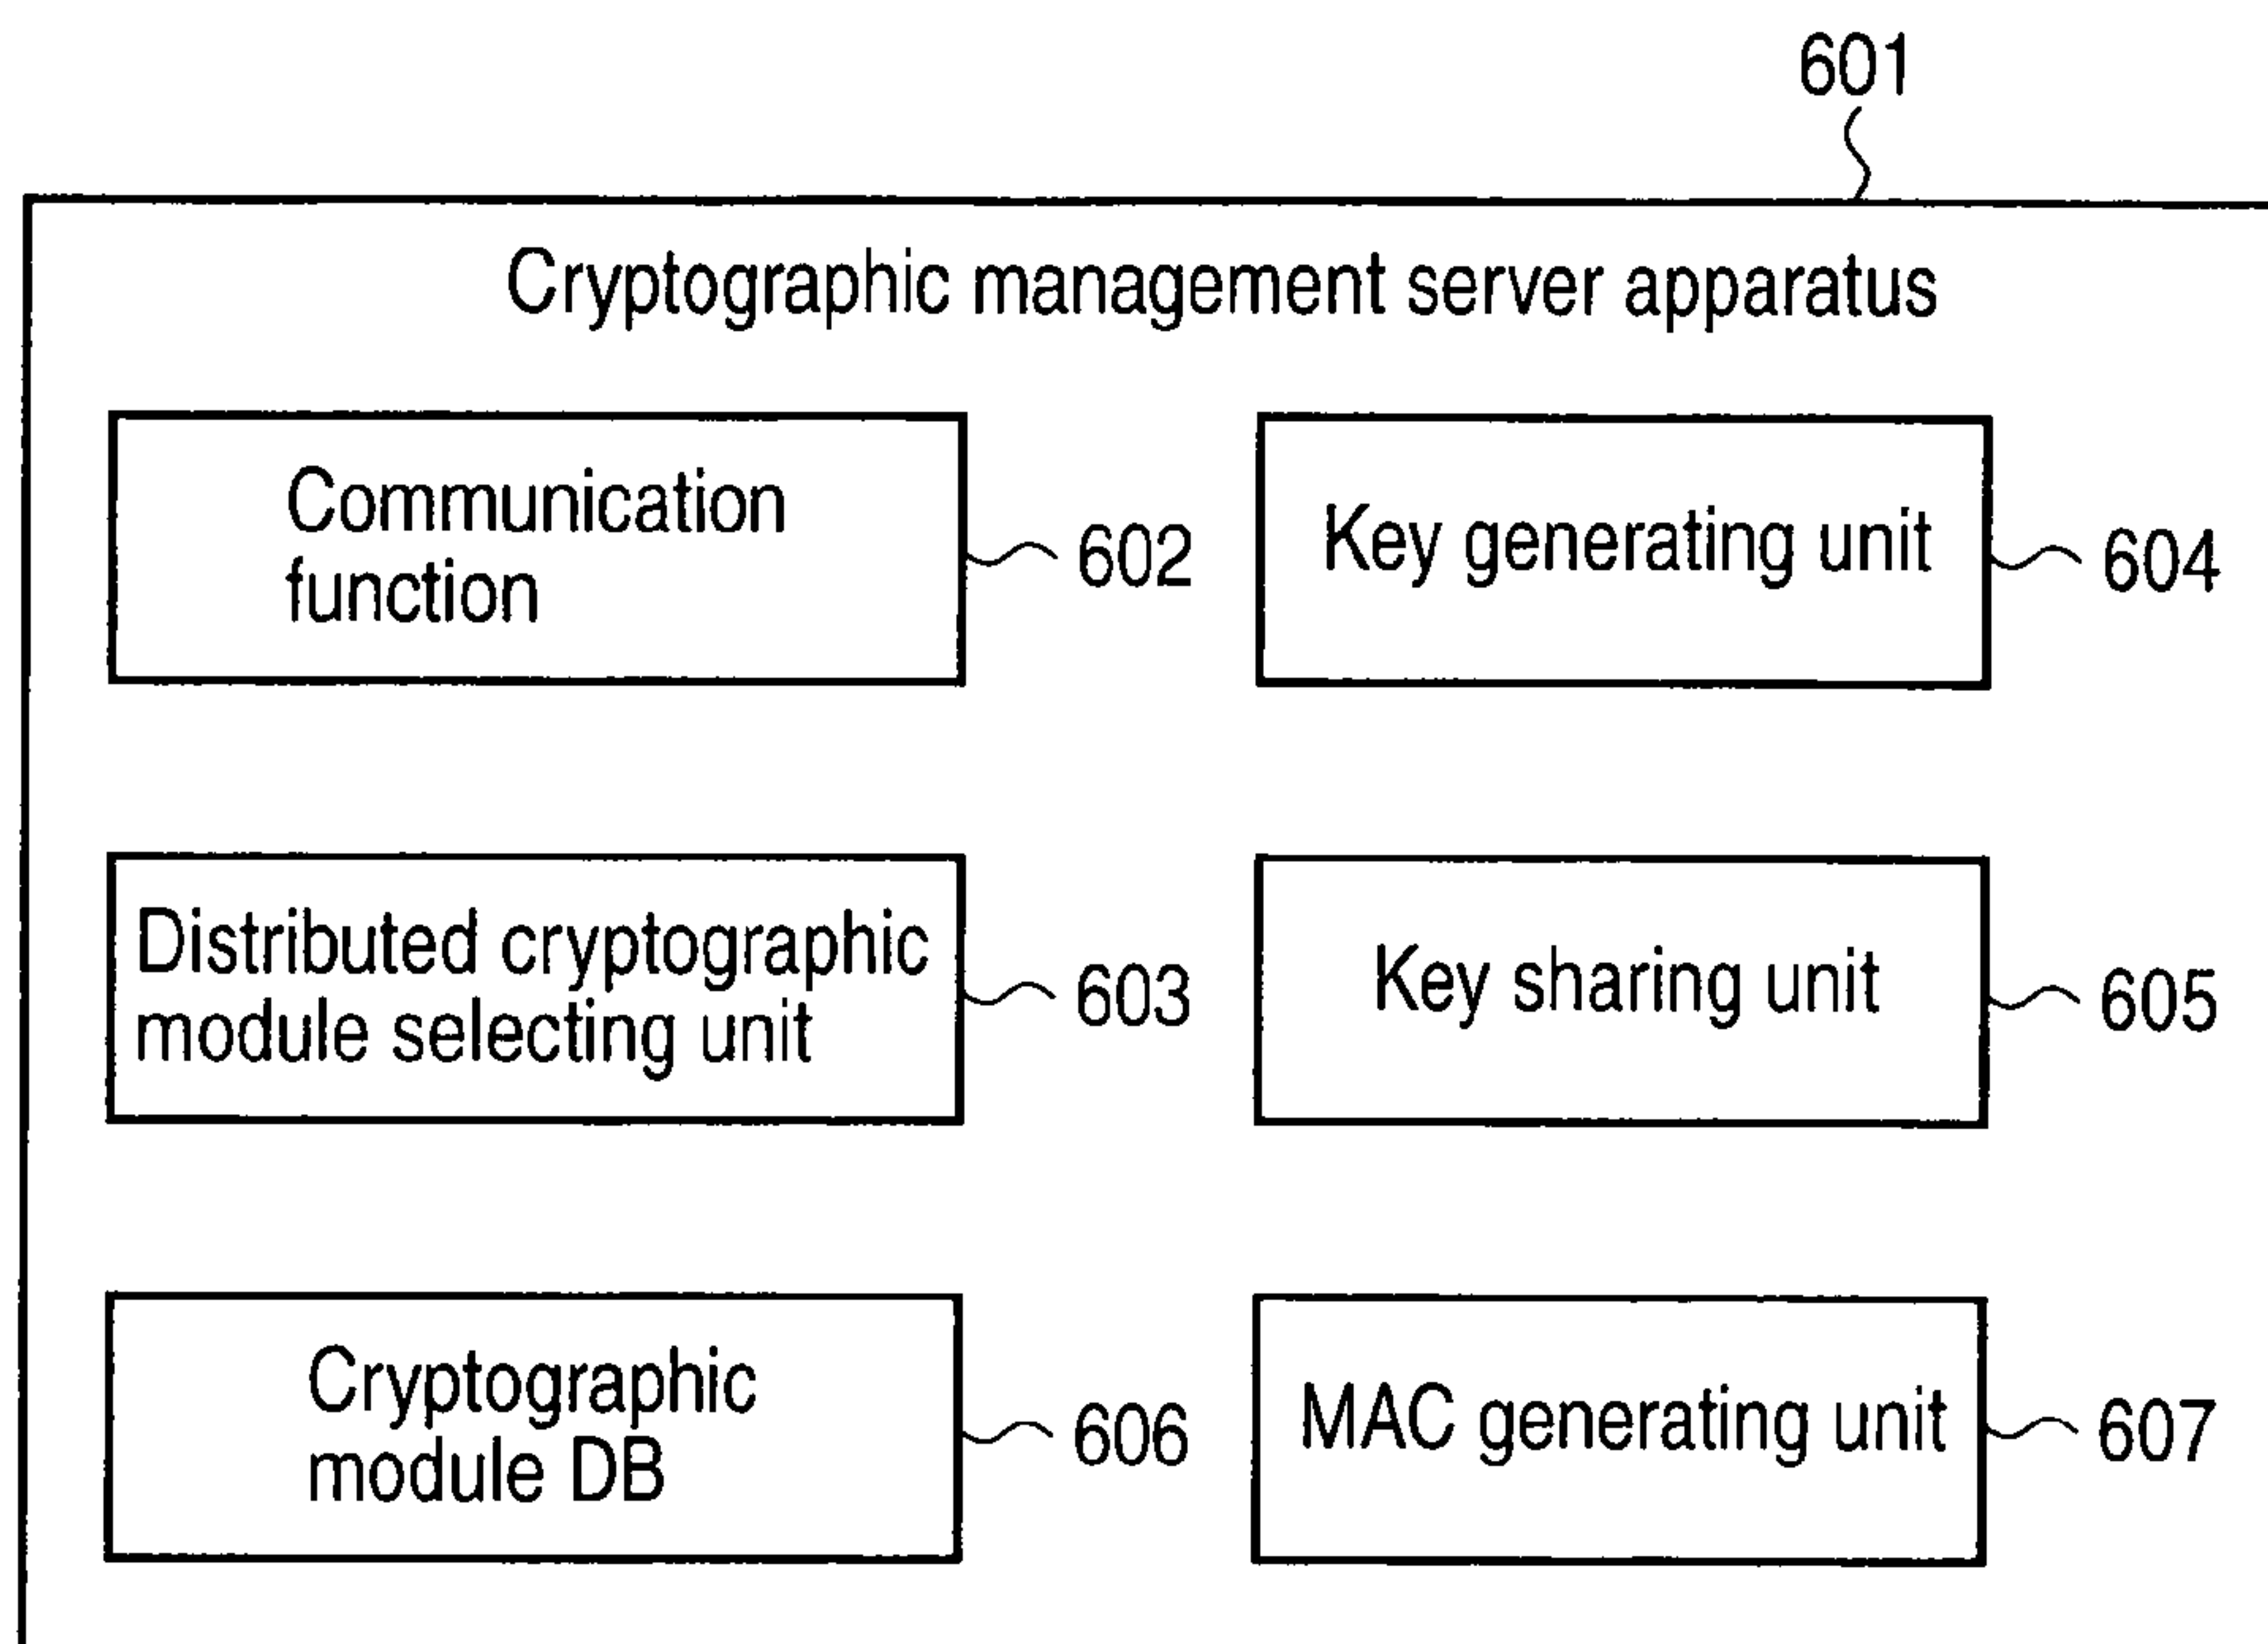 601
Cryptographic management server apparatus
Communication
function
602
Key generating unit
604
Distributed cryptographic
module selecting unit
603
Key sharing unit
605
Cryptographic
module DB
606
MAC generating unit
607